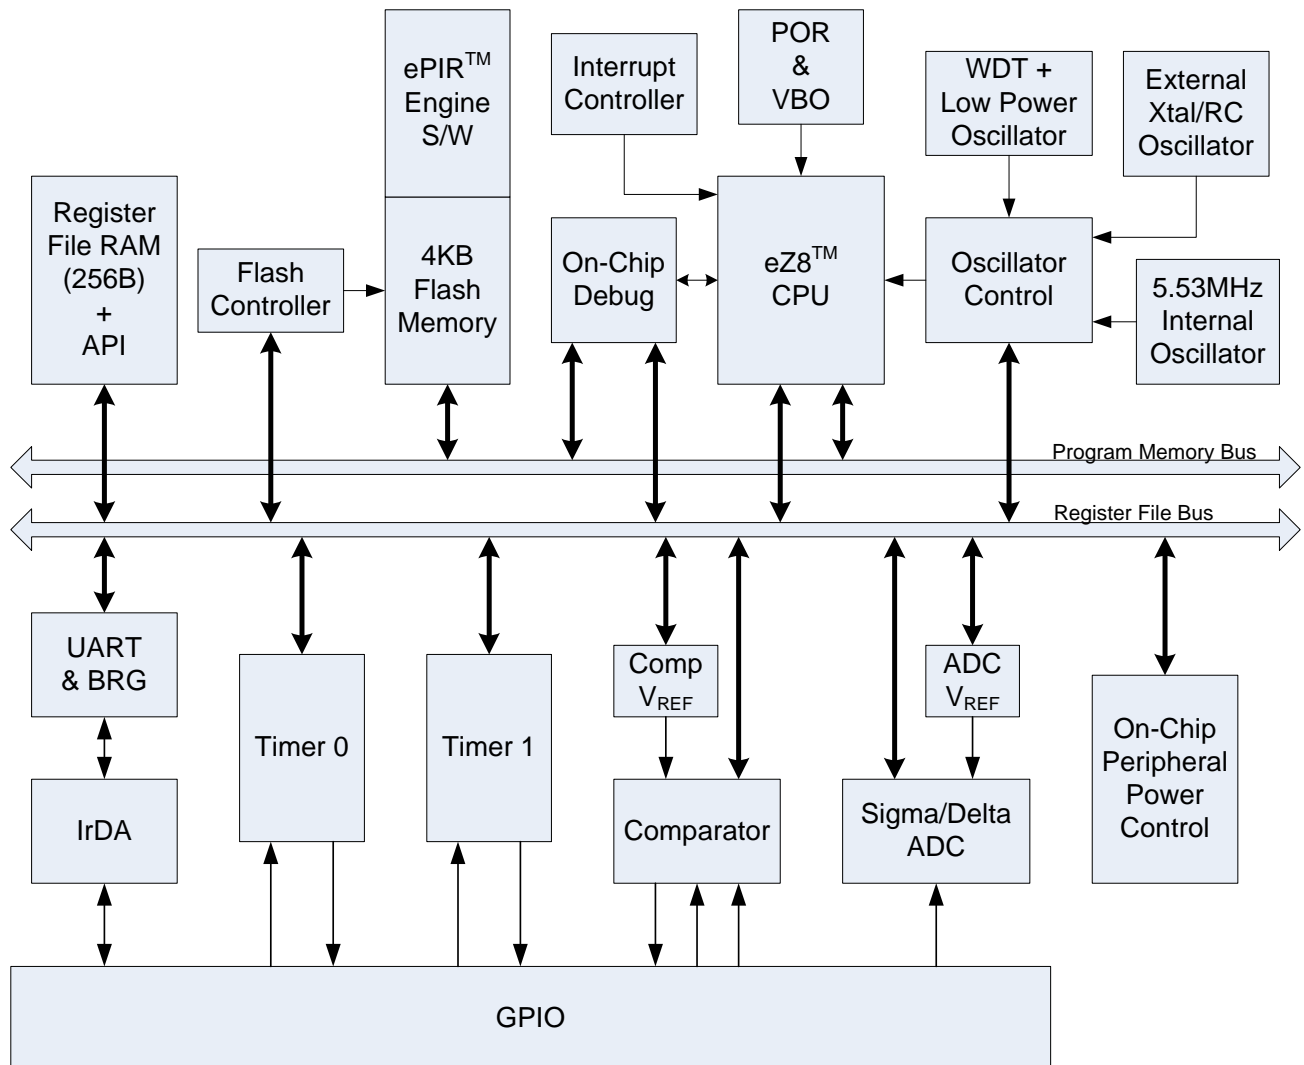 ePIR™
Engine
S/W
Interrupt
Controller
POR
&
VBO
WDT +
Low Power
Oscillator
External
Xtal/RC
Oscillator
Register
File RAM
(256B)
+
API
Flash
Controller
4KB
Flash
Memory
On-Chip
Debug
eZ8™
CPU
Oscillator
Control
5.53MHz
Internal
Oscillator
Program Memory Bus
Register File Bus
UART
& BRG
Timer 0
Timer 1
Comp
VREF
ADC
VREF
On-Chip
Peripheral
Power
Control
IrDA
Comparator
Sigma/Delta
ADC
GPIO